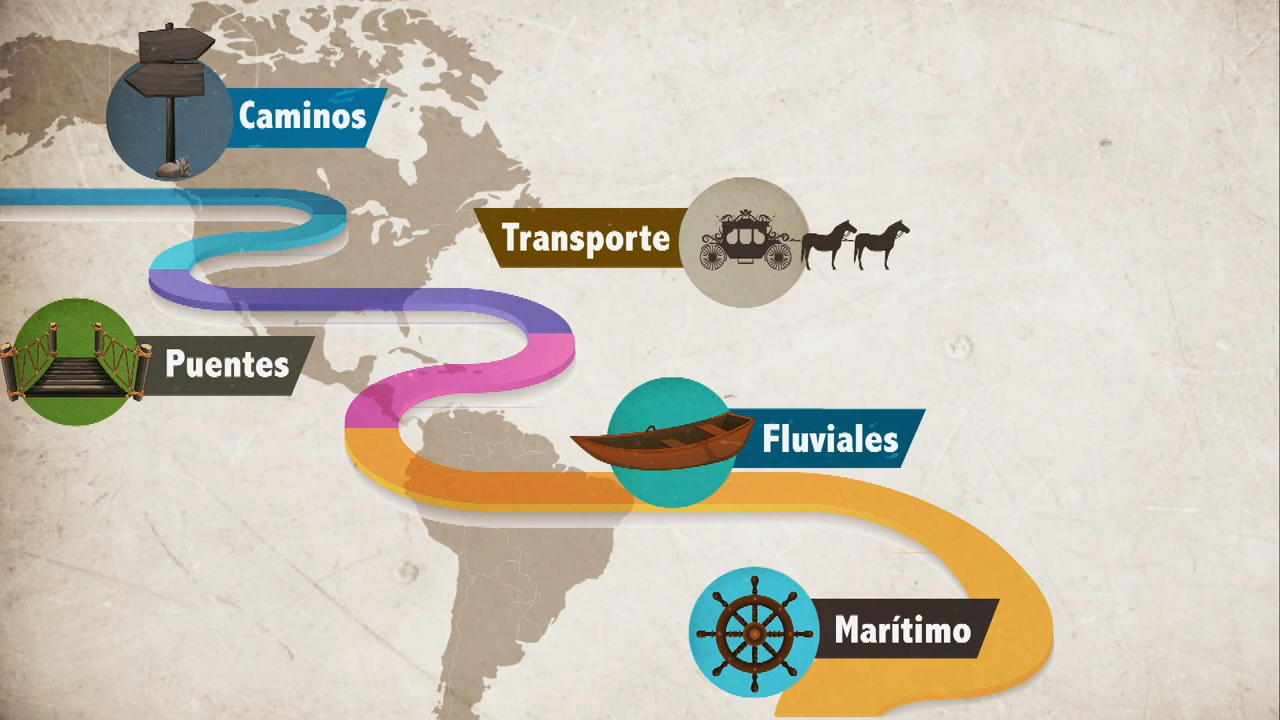 Caminos
Transporte
Puentes
Fluviales
Marítimo